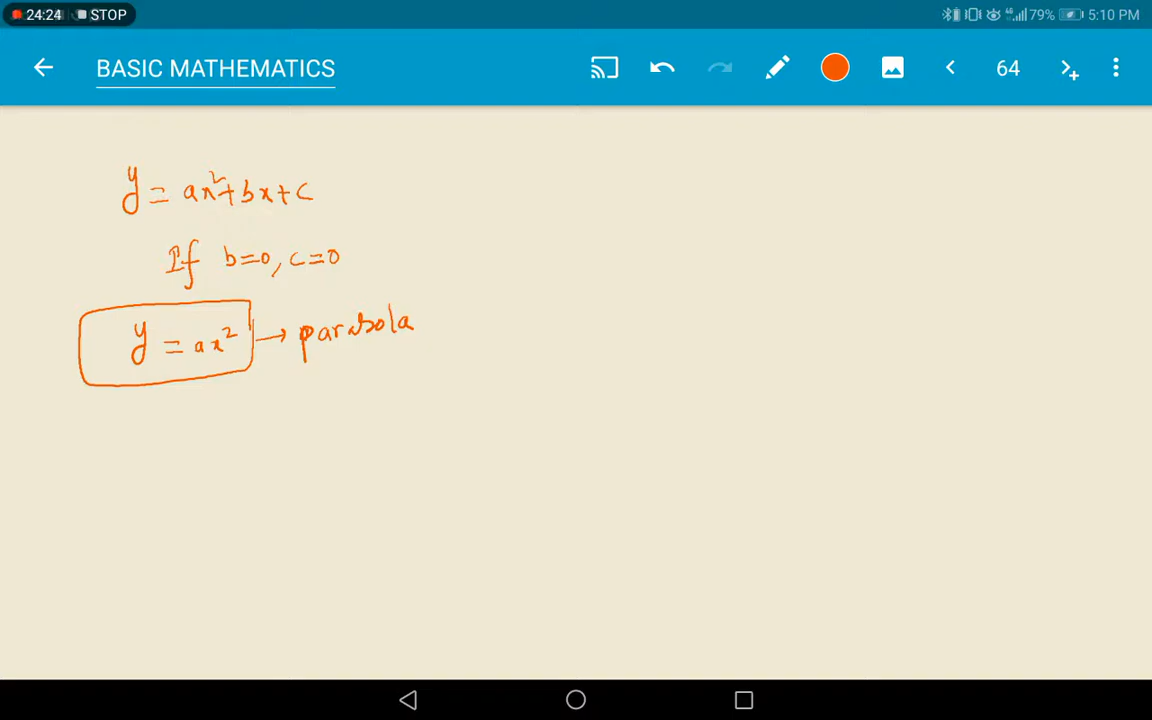 24:24 STOP 79% 5:10 PM
BASIC MATHEMATICS 64
y = ax²+bx+c
If b=0, c=0
y = ax² → parabola